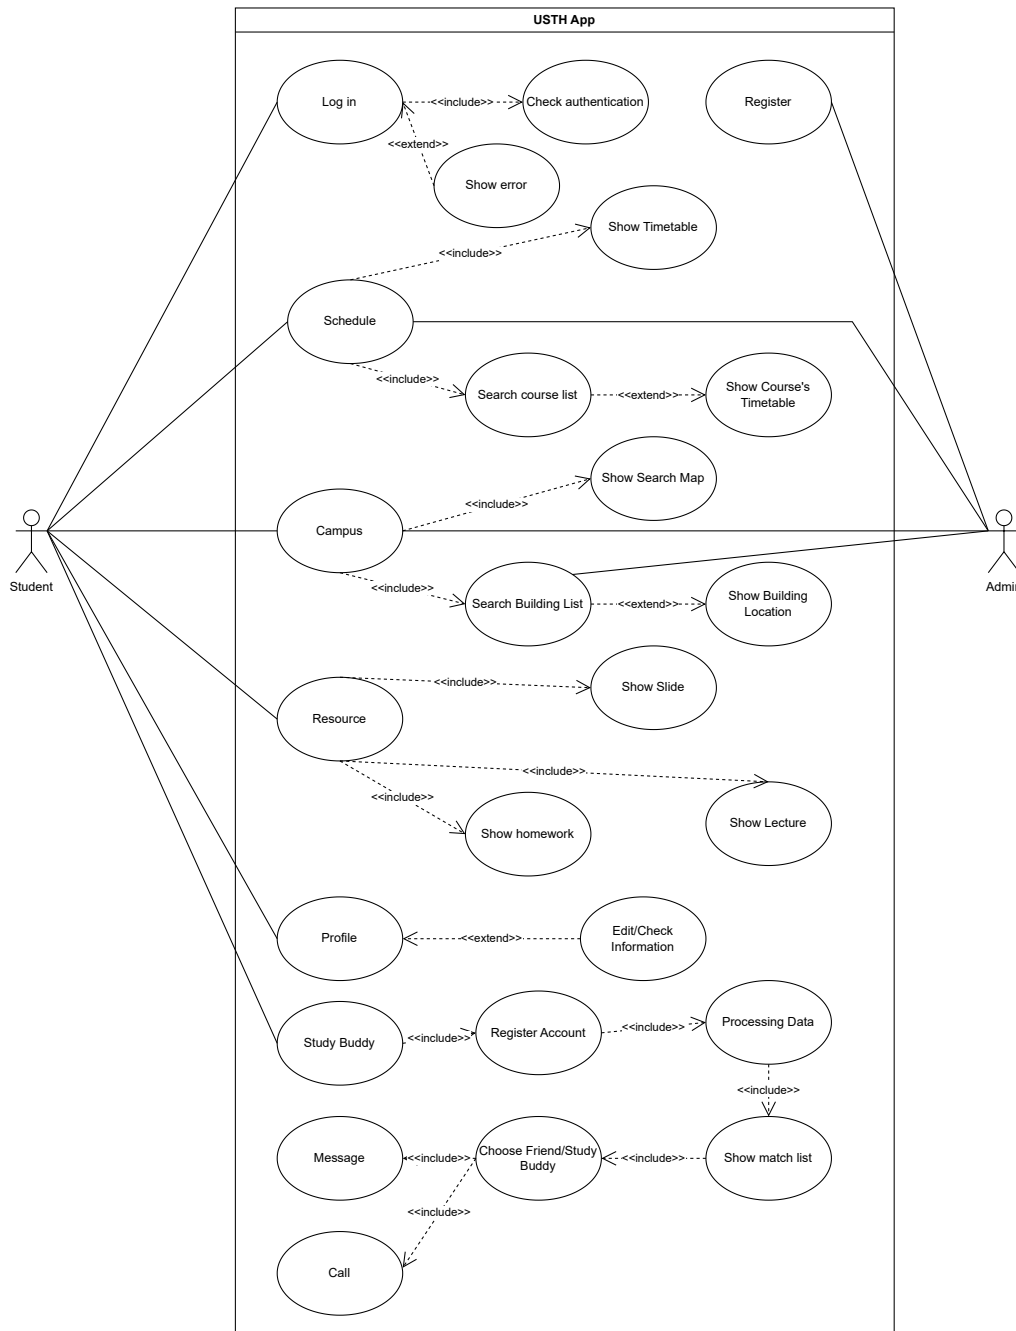 USTH App
Log in
<<include>>
Check authentication
Register
<<extend>>
Show error
Show Timetable
<<include>>
Schedule
<<include>>
Search course list
<<extend>>
Show Course's
Timetable
Show Search Map
<<include>>
Campus
Student
Admin
<<include>>
Search Building List
<<extend>>
Show Building
Location
<<include>>
Show Slide
Resource
<<include>>
<<include>>
Show homework
Show Lecture
Profile
<<extend>>
Edit/Check
Information
Study Buddy
<<include>>
Register Account
<<include>>
Processing Data
<<include>>
Message
<<include>>
Choose Friend/Study
Buddy
<<include>>
Show match list
<<include>>
Call